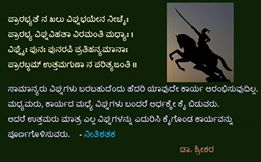 ಪ್ರಾರಭ್ಯತೇ ನ ಖಲು ವಿಘ್ನಭಯೇನ ನೀಚೈಃ
ಪ್ರಾರಭ್ಯ ವಿಘ್ನವಿಹತಾ ವಿರಮಂತಿ ಮಧ್ಯಾಃ ।
ವಿಘ್ನೈಃ ಪುನಃ ಪುನರಪಿ ಪ್ರತಿಹನ್ಯಮಾನಾಃ
ಪ್ರಾರಬ್ಧಮ್ ಉತ್ತಮಗುಣಾ ನ ಪರಿತ್ಯಜಂತಿ ॥
ಸಾಮಾನ್ಯರು ವಿಘ್ನಗಳು ಬರಬಹುದೆಂದು ಹೆದರಿ ಯಾವುದೇ ಕಾರ್ಯ ಆರಂಭಿಸುವುದಿಲ್ಲ.
ಮಧ್ಯಮರು, ಕಾರ್ಯದ ಮಧ್ಯೆ ವಿಘ್ನಗಳು ಬಂದರೆ ಅರ್ಧಕ್ಕೇ ಕೈ ಬಿಡುವರು.
ಆದರೆ ಉತ್ತಮರು ಮಾತ್ರ ಎಲ್ಲ ವಿಘ್ನಗಳನ್ನು ಎದುರಿಸಿ ಕೈಗೊಂಡ ಕಾರ್ಯವನ್ನು
ಪೂರ್ಣಗೊಳಿಸುವರು. - ನೀತಿಶತಕ
ಡಾ. ಶ್ರೀಕರ